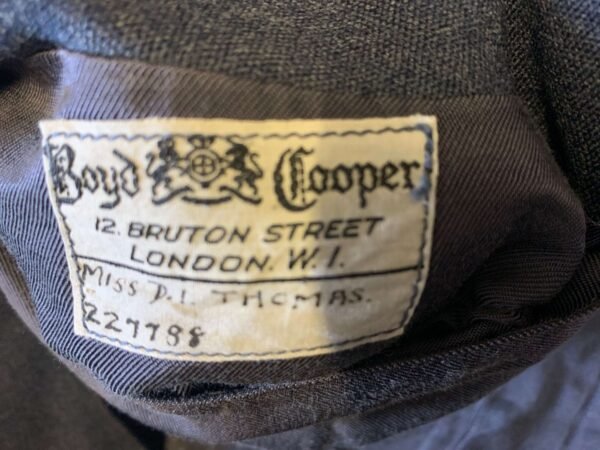 Boyd Cooper
12. BRUTON STREET
LONDON. W.1.
MISS D.L. THOMAS.
227788